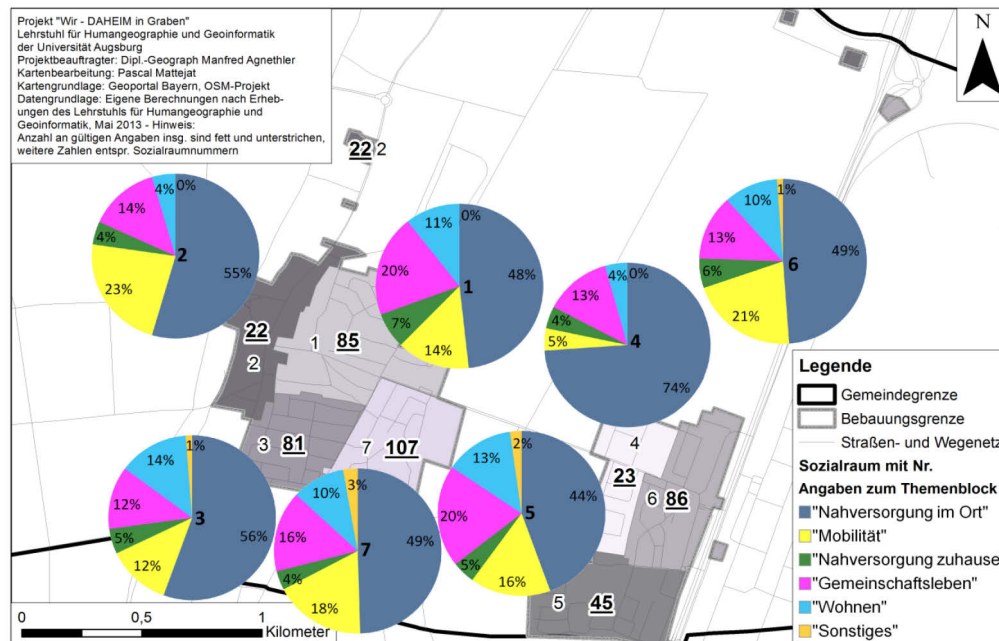 Projekt "Wir - DAHEIM in Graben"
Lehrstuhl für Humangeographie und Geoinformatik
der Universität Augsburg
Projektbeauftragter: Dipl.-Geograph Manfred Agnethler
Kartenbearbeitung: Pascal Mattejat
Kartengrundlage: Geoportal Bayern, OSM-Projekt
Datengrundlage: Eigene Berechnungen nach Erheb-
ungen des Lehrstuhls für Humangeographie und
Geoinformatik, Mai 2013 - Hinweis:
Anzahl an gültigen Angaben insg. sind fett und unterstrichen,
weitere Zahlen entspr. Sozialraumnummern
N
22 2
4% 0%
14%
4%
2
55%
23%
0%
11%
20%
1
48%
7%
14%
4% 0%
13%
4%
4
5%
74%
1%
10%
13%
6
49%
6%
21%
22
2
1
85
3
81
7
107
4
23
6
86
5
45
1%
14%
12%
3
5%
56%
12%
3%
10%
16%
7
49%
4%
18%
2%
13%
44%
5
20%
5%
16%
Legende
Gemeindegrenze
Bebauungsgrenze
Straßen- und Wegenetz
Sozialraum mit Nr.
Angaben zum Themenblock
"Nahversorgung im Ort"
"Mobilität"
"Nahversorgung zuhause"
"Gemeinschaftsleben"
"Wohnen"
"Sonstiges"
0 0,5 1
Kilometer